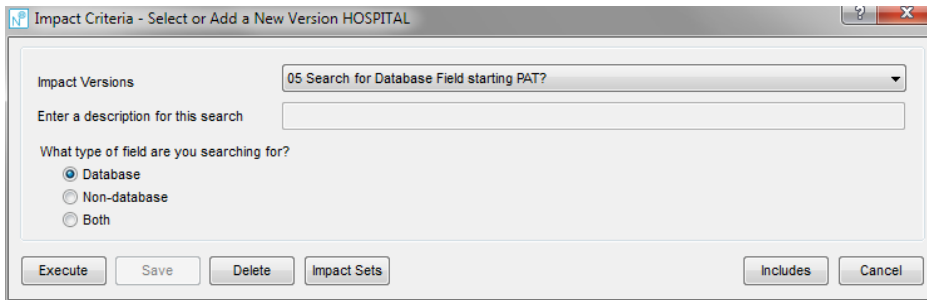 Impact Criteria - Select or Add a New Version HOSPITAL
Impact Versions
05 Search for Database Field starting PAT?
Enter a description for this search
What type of field are you searching for?
Database
Non-database
Both
Execute Save Delete Impact Sets Includes Cancel